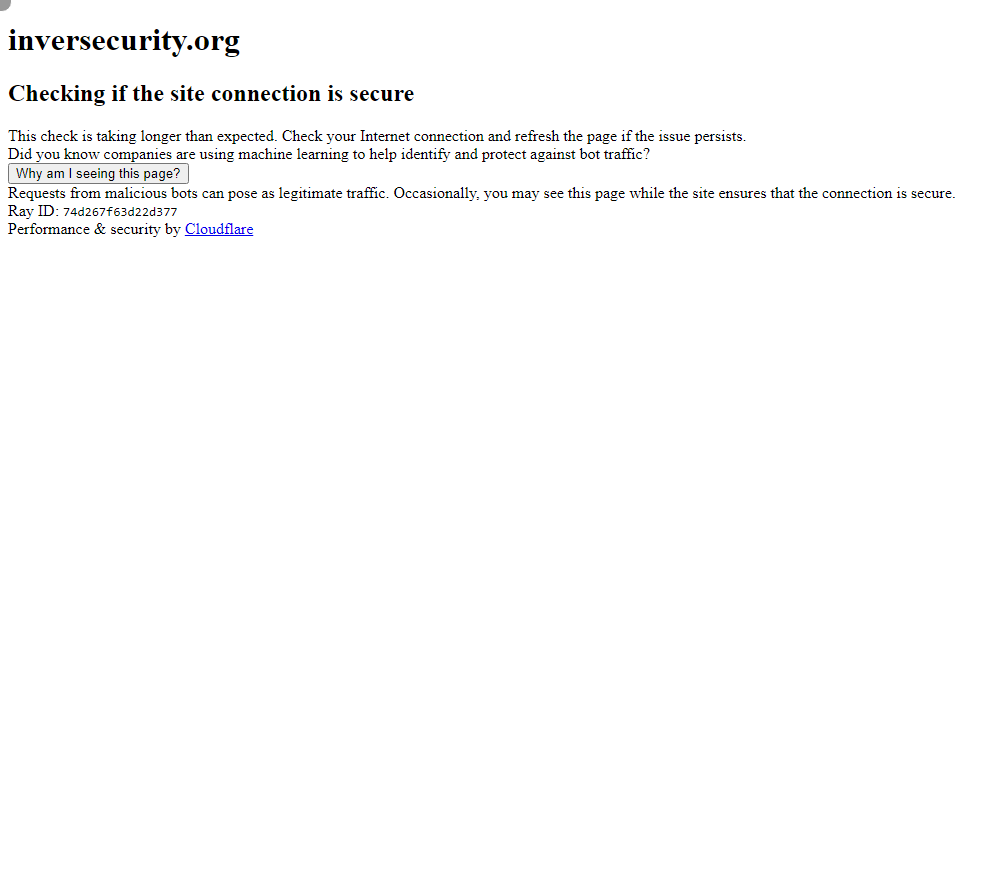 inversecurity.org
Checking if the site connection is secure
This check is taking longer than expected. Check your Internet connection and refresh the page if the issue persists.
Did you know companies are using machine learning to help identify and protect against bot traffic?
Why am I seeing this page?
Requests from malicious bots can pose as legitimate traffic. Occasionally, you may see this page while the site ensures that the connection is secure.
Ray ID: 74d267f63d22d377
Performance & security by Cloudflare